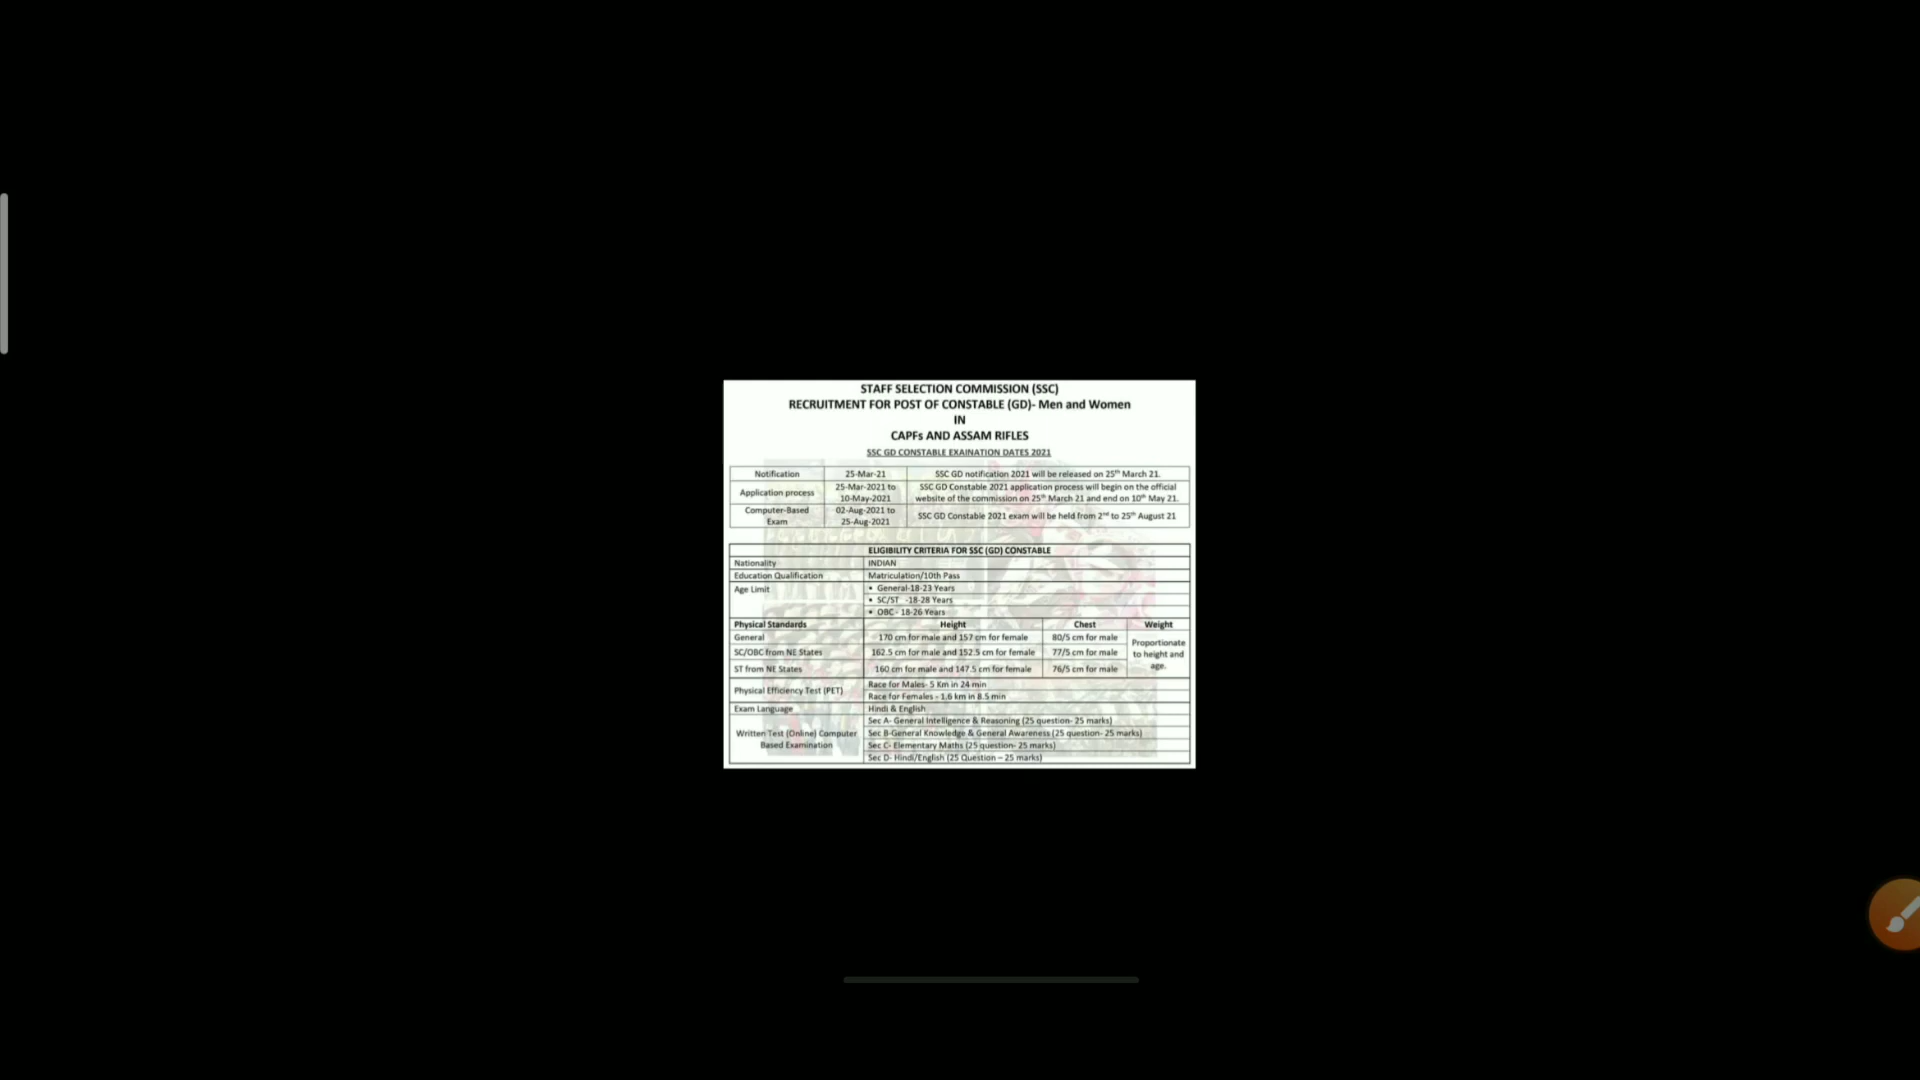 STAFF SELECTION COMMISSION (SSC)
RECRUITMENT FOR POST OF CONSTABLE (GD)- Men and Women
IN
CAPFs AND ASSAM RIFLES
SSC GD CONSTABLE EXAINATION DATES 2021
Notification 25-Mar-21 SSC GD notification 2021 will be released on 25th March 21.
Application process 25-Mar-2021 to 10-May-2021 SSC GD Constable 2021 application process will begin on the official
website of the commission on 25th March 21 and end on 10th May 21.
Computer-Based Exam 02-Aug-2021 to 25-Aug-2021 SSC GD Constable 2021 exam will be held from 2nd to 25th August 21
ELIGIBILITY CRITERIA FOR SSC (GD) CONSTABLE
Nationality INDIAN
Education Qualification Matriculation/10th Pass
Age Limit • General-18-23 Years
• SC/ST -18-28 Years
• OBC - 18-26 Years
Physical Standards Height Chest Weight
General 170 cm for male and 157 cm for female 80/5 cm for male Proportionate to height and age.
SC/OBC from NE States 162.5 cm for male and 152.5 cm for female 77/5 cm for male
ST from NE States 160 cm for male and 147.5 cm for female 76/5 cm for male
Physical Efficiency Test (PET) Race for Males- 5 Km in 24 min
Race for Females - 1.6 km in 8.5 min
Exam Language Hindi & English
Written Test (Online) Computer Based Examination Sec A- General Intelligence & Reasoning (25 question- 25 marks)
Sec B-General Knowledge & General Awareness (25 question- 25 marks)
Sec C- Elementary Maths (25 question- 25 marks)
Sec D- Hindi/English (25 Question – 25 marks)